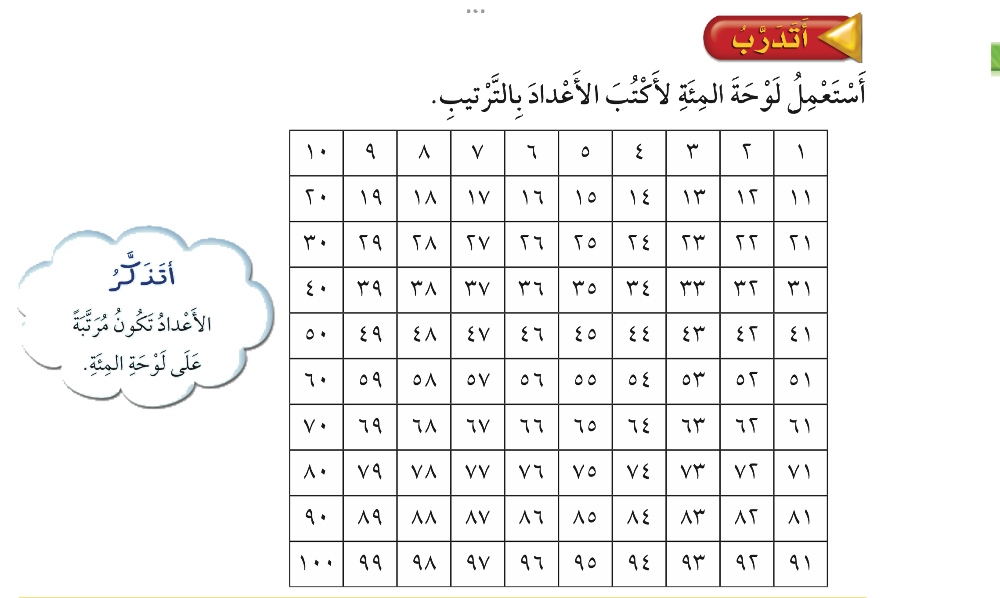 أَتَدَرَّبُ
أَسْتَعْمِلُ لَوْحَةَ المِئَةِ لأَكْتُبَ الأَعْدادَ بِالتَّرْتيبِ.
١ ٢ ٣ ٤ ٥ ٦ ٧ ٨ ٩ ١٠
١١ ١٢ ١٣ ١٤ ١٥ ١٦ ١٧ ١٨ ١٩ ٢٠
٢١ ٢٢ ٢٣ ٢٤ ٢٥ ٢٦ ٢٧ ٢٨ ٢٩ ٣٠
٣١ ٣٢ ٣٣ ٣٤ ٣٥ ٣٦ ٣٧ ٣٨ ٣٩ ٤٠
٤١ ٤٢ ٤٣ ٤٤ ٤٥ ٤٦ ٤٧ ٤٨ ٤٩ ٥٠
٥١ ٥٢ ٥٣ ٥٤ ٥٥ ٥٦ ٥٧ ٥٨ ٥٩ ٦٠
٦١ ٦٢ ٦٣ ٦٤ ٦٥ ٦٦ ٦٧ ٦٨ ٦٩ ٧٠
٧١ ٧٢ ٧٣ ٧٤ ٧٥ ٧٦ ٧٧ ٧٨ ٧٩ ٨٠
٨١ ٨٢ ٨٣ ٨٤ ٨٥ ٨٦ ٨٧ ٨٨ ٨٩ ٩٠
٩١ ٩٢ ٩٣ ٩٤ ٩٥ ٩٦ ٩٧ ٩٨ ٩٩ ١٠٠
أَتَذَكَّرُ
الأَعْدادُ تَكُونُ مُرَتَّبَةً
عَلَى لَوْحَةِ المِئَةِ.